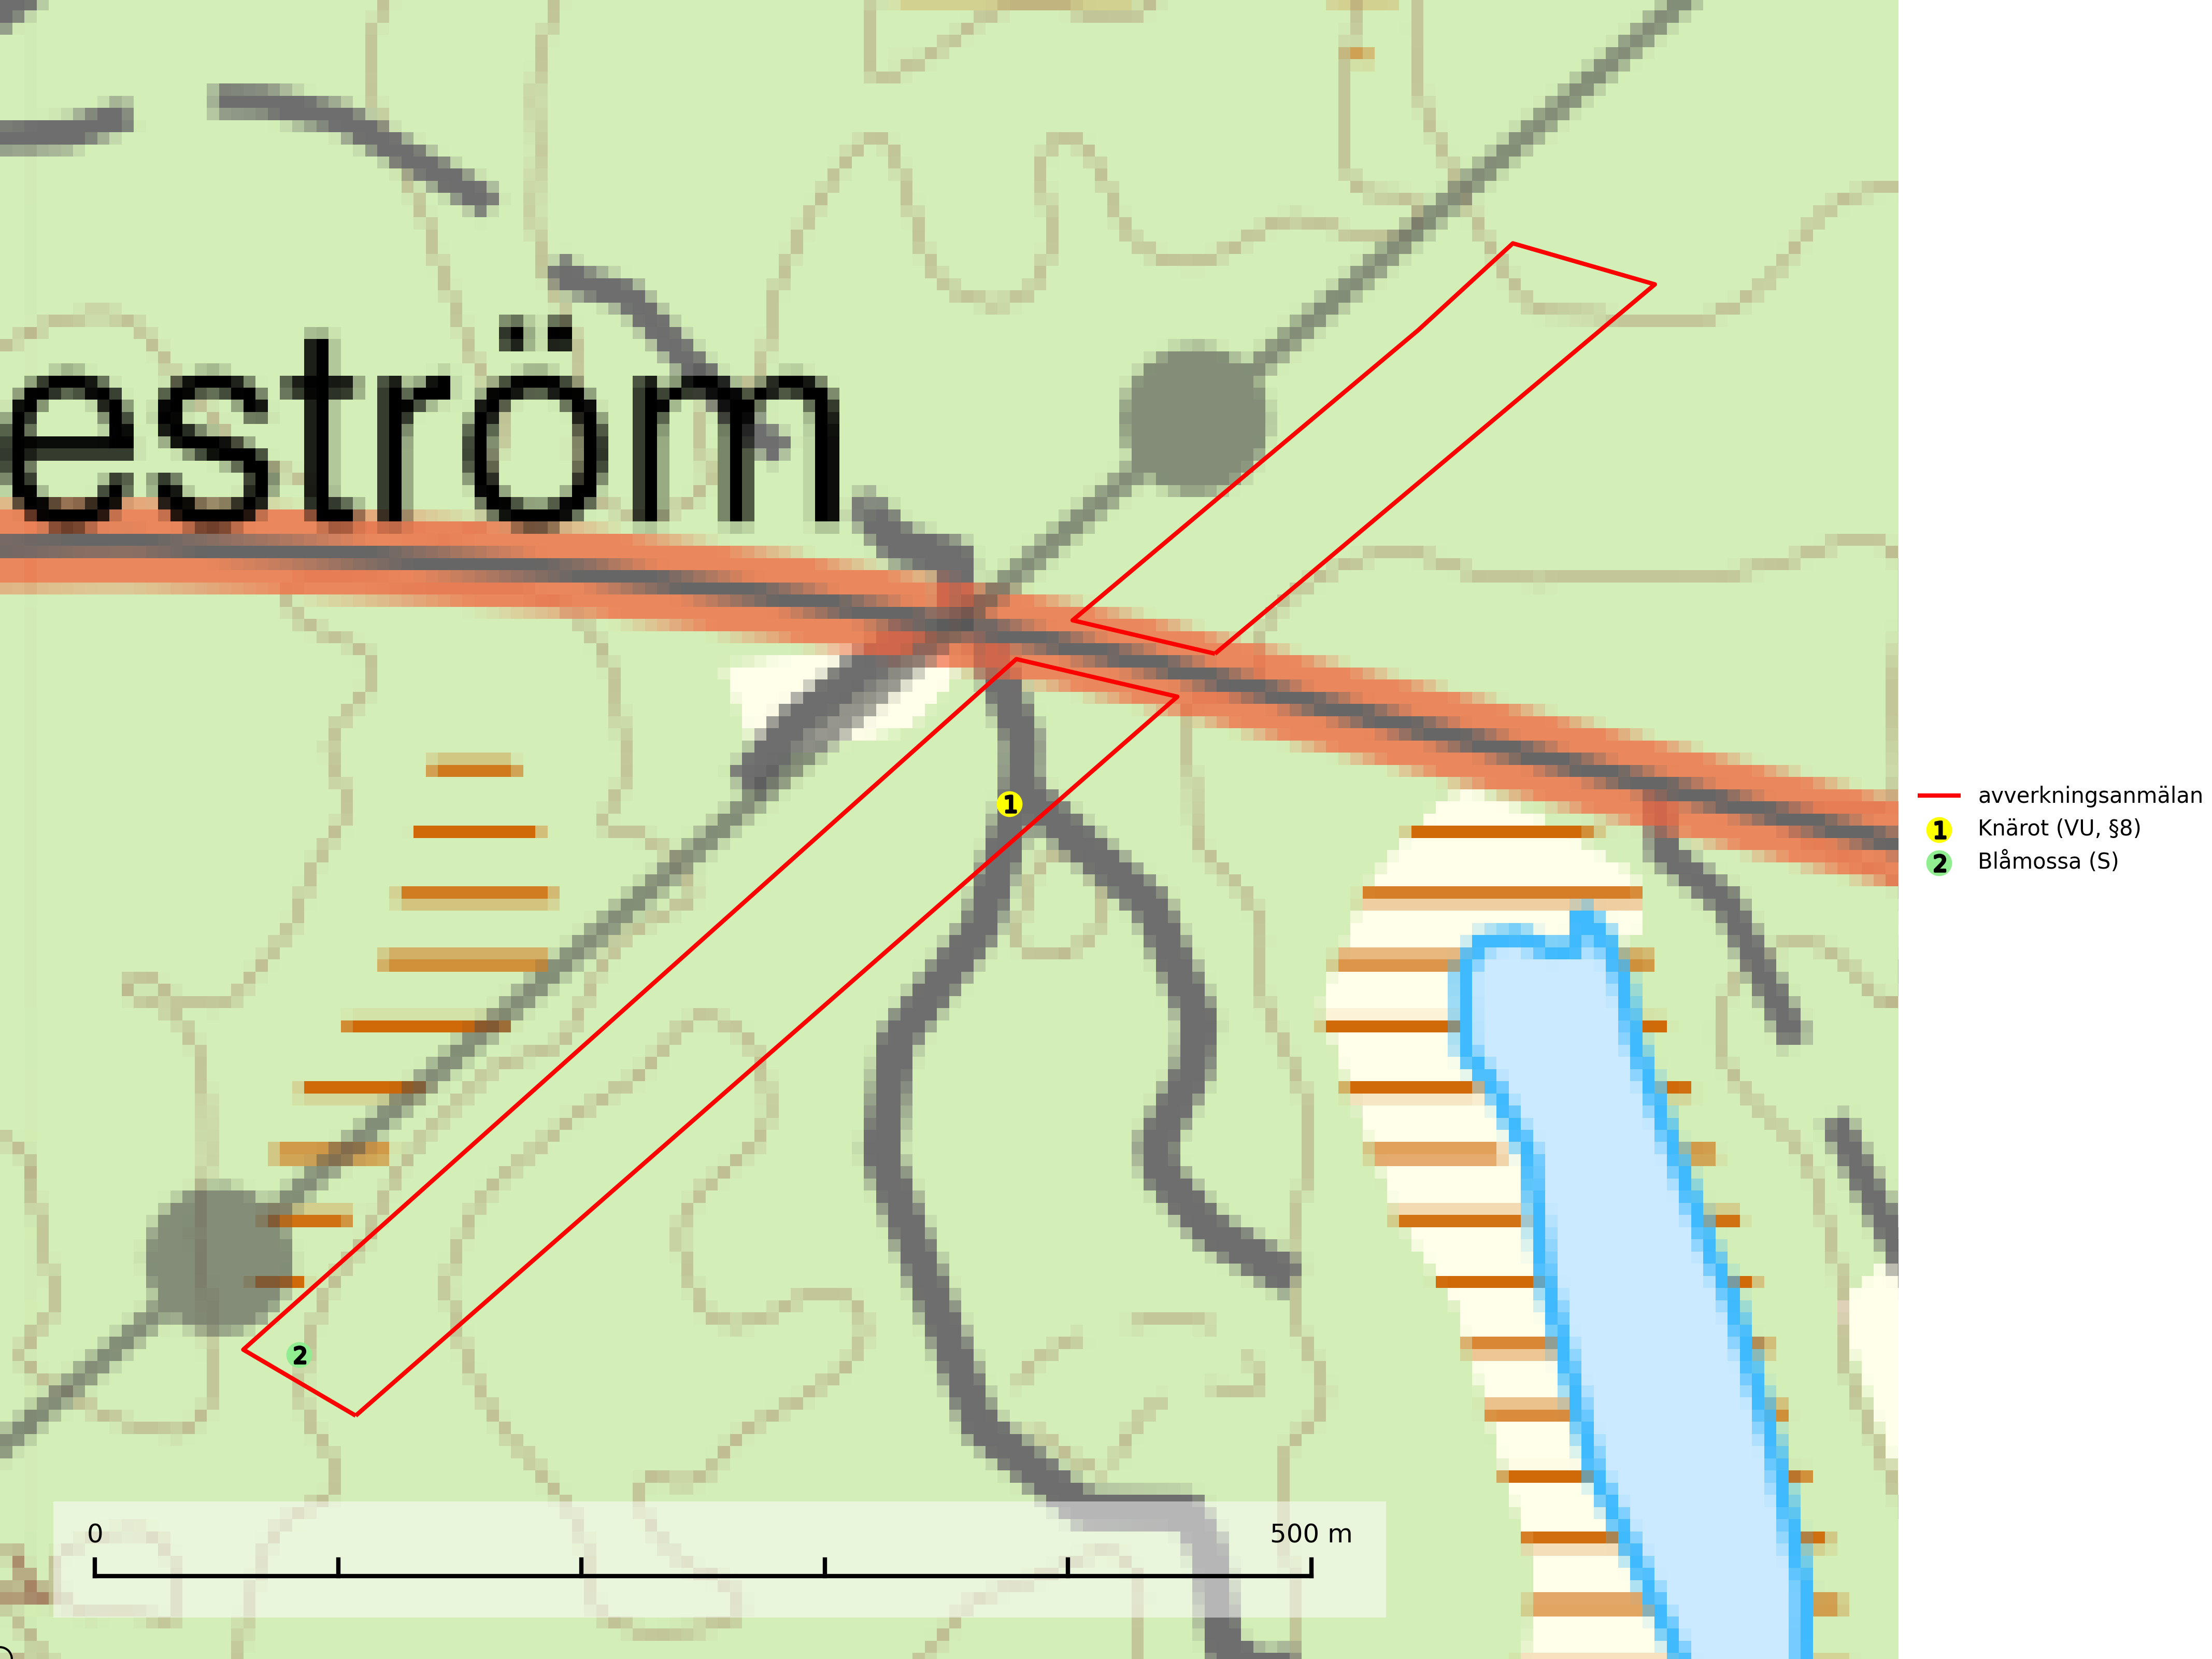 eström
1
2
avverkningsanmälan
1 Knärot (VU, §8)
2 Blåmossa (S)
0 500 m